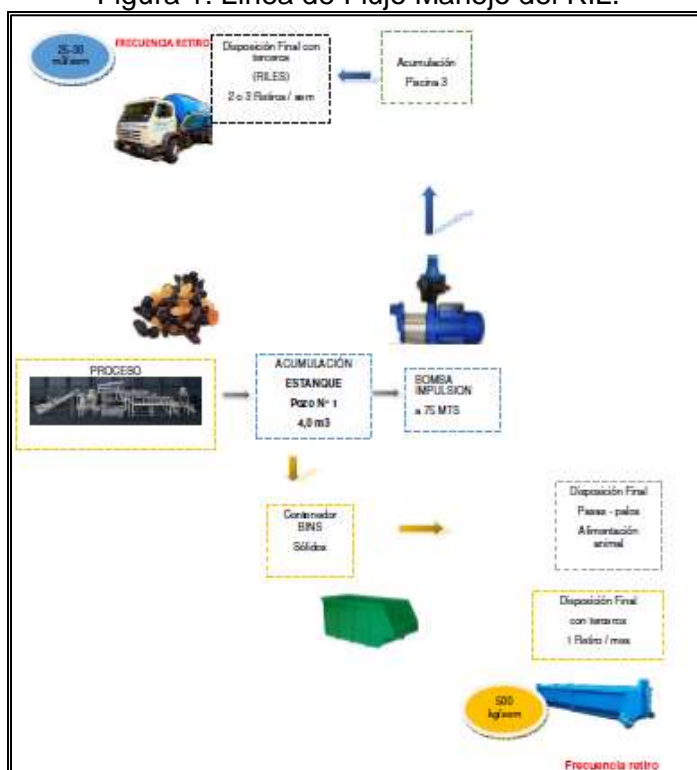 Figura 1. Línea de Flujo Manejo del RIL.
25-30
m3/sem
FRECUENCIA RETIRO
Disposición Final con
terceros
(RILES)
2 o 3 Retiros / sem
Acumulación
Piscina 3
PROCESO
ACUMULACIÓN
ESTANQUE
Pozo N° 1
4,0 m3
BOMBA
IMPULSION
a 75 MTS
Contenedor
BINS
Sólidos
Disposición Final
Pasas - palos
Alimentación
animal
Disposición Final
con terceros
1 Retiro / mes
500
kg/sem
Frecuencia retiro